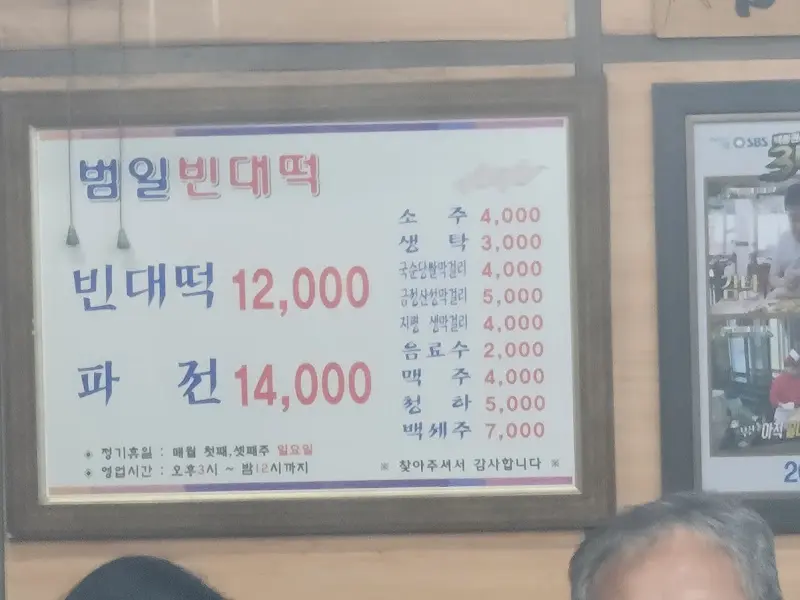 범일빈대떡
빈대떡 12,000
파 전 14,000
소 주 4,000
생 탁 3,000
국순당쌀막걸리 4,000
금정산성막걸리 5,000
지평 생막걸리 4,000
음료수 2,000
맥 주 4,000
청 하 5,000
백세주 7,000
◈ 정기휴일 : 매월 첫째,셋째주 일요일
◈ 영업시간 : 오후3시 ~ 밤12시까지
※ 찾아주셔서 감사합니다 ※
SBS
아직